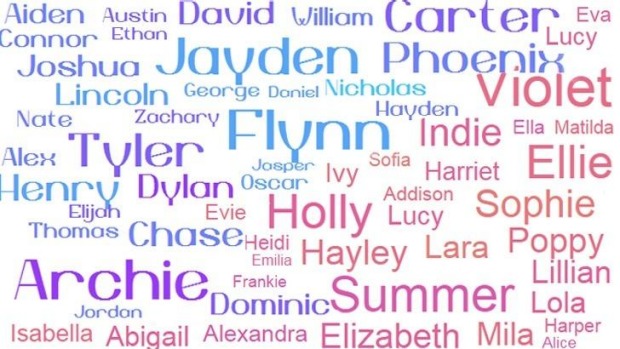 Aiden Austin David William Carter Eva
Connor Ethan Lucy
Joshua Jayden Phoenix
Lincoln George Daniel Nicholas Violet
Nate Zachary Flynn Hayden
Tyler Indie Ella Matilda
Alex Jasper Ivy Sofia Harriet Ellie
Henry Dylan Oscar Addison Sophie
Elijah Evie Holly Lucy
Thomas Chase Heidi Hayley Lara Poppy
Emilia
Archie Frankie Summer Lillian
Jordan Dominic Lola
Isabella Abigail Alexandra Elizabeth Mila Harper
Alice